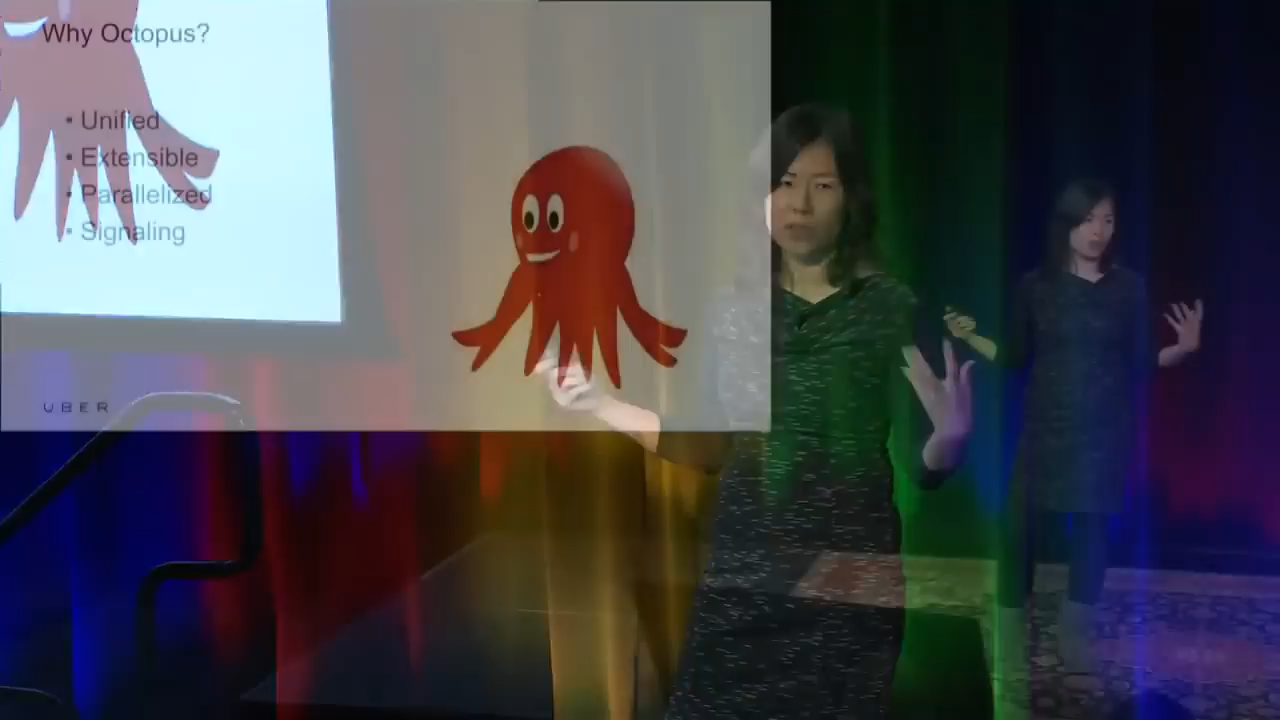 Why Octopus?
• Unified
• Extensible
• Parallelized
• Signaling
UBER